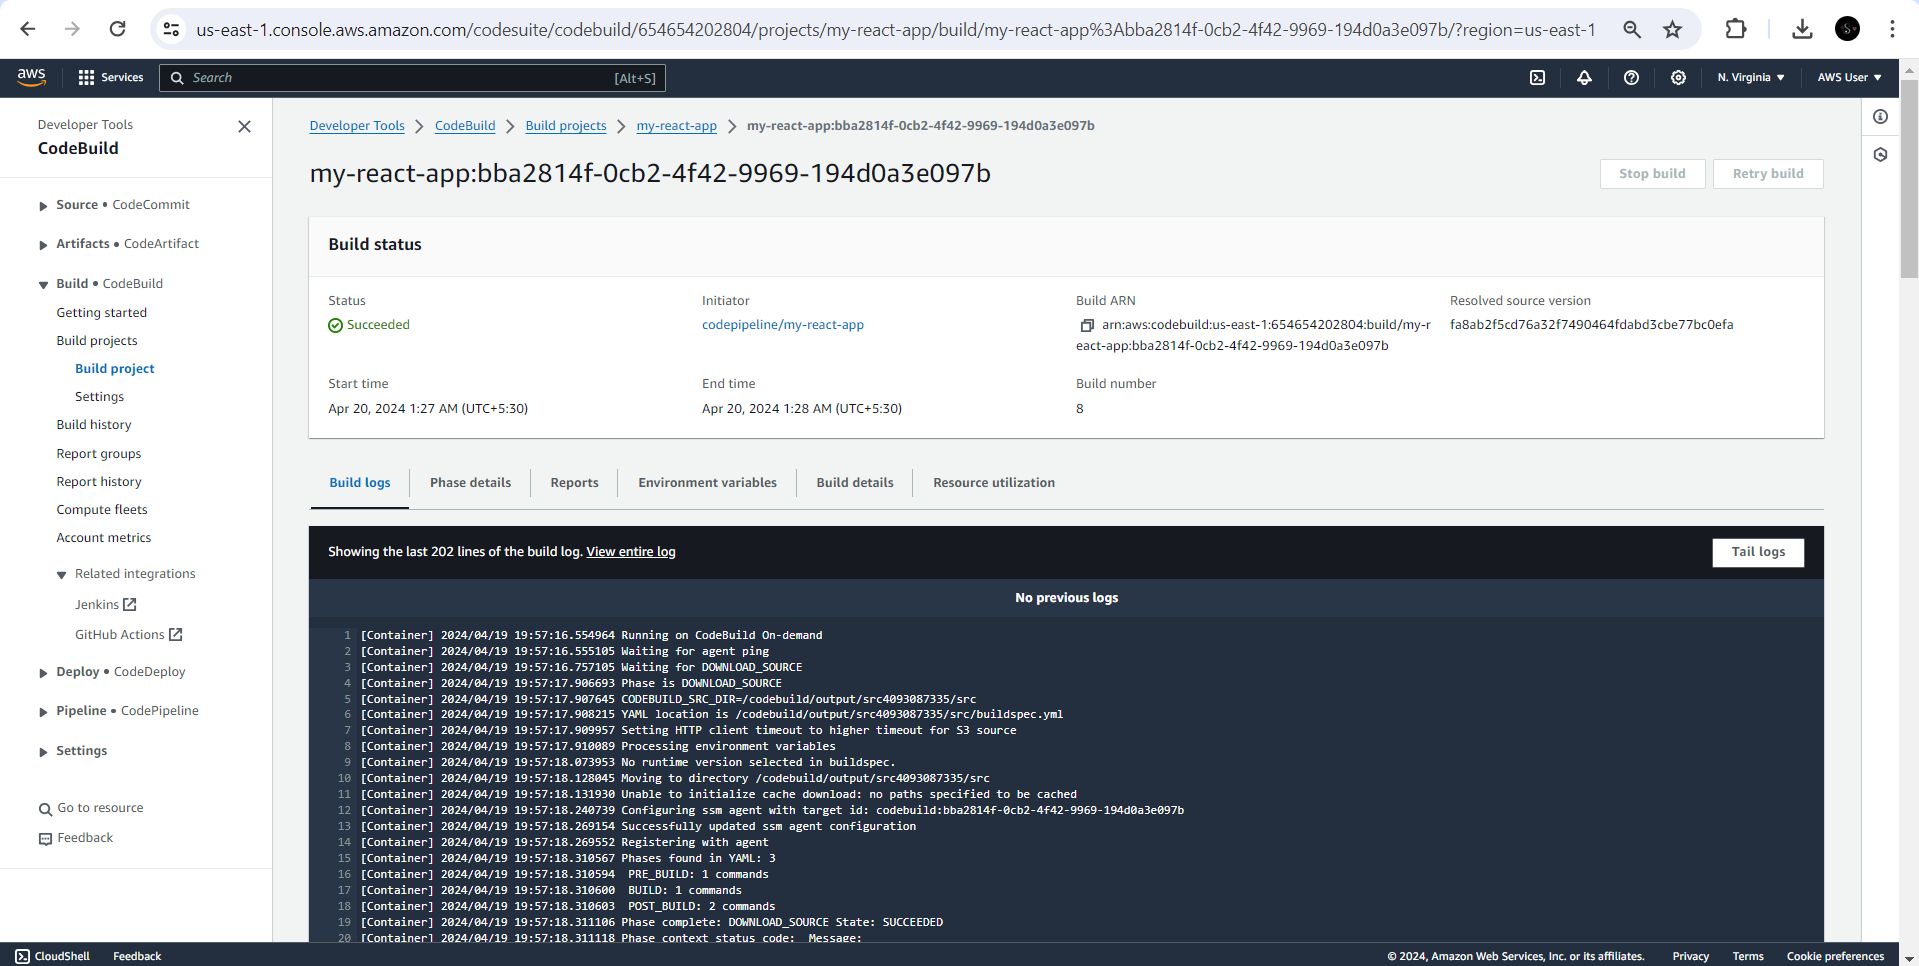 us-east-1.console.aws.amazon.com/codesuite/codebuild/654654202804/projects/my-react-app/build/my-react-app%3Abba2814f-0cb2-4f42-9969-194d0a3e097b/?region=us-east-1
aws Services Search [Alt+S] N. Virginia AWS User
Developer Tools
CodeBuild
Source • CodeCommit
Artifacts • CodeArtifact
Build • CodeBuild
Getting started
Build projects
Build project
Settings
Build history
Report groups
Report history
Compute fleets
Account metrics
Related integrations
Jenkins
GitHub Actions
Deploy • CodeDeploy
Pipeline • CodePipeline
Settings
Go to resource
Feedback
Developer Tools CodeBuild Build projects my-react-app my-react-app:bba2814f-0cb2-4f42-9969-194d0a3e097b
my-react-app:bba2814f-0cb2-4f42-9969-194d0a3e097b
Stop build Retry build
Build status
Status
Succeeded
Initiator
codepipeline/my-react-app
Build ARN
arn:aws:codebuild:us-east-1:654654202804:build/my-r
eact-app:bba2814f-0cb2-4f42-9969-194d0a3e097b
Resolved source version
fa8ab2f5cd76a32f7490464fdabd3cbe77bc0efa
Start time
Apr 20, 2024 1:27 AM (UTC+5:30)
End time
Apr 20, 2024 1:28 AM (UTC+5:30)
Build number
8
Build logs Phase details Reports Environment variables Build details Resource utilization
Showing the last 202 lines of the build log. View entire log
Tail logs
No previous logs
1 [Container] 2024/04/19 19:57:16.554964 Running on CodeBuild On-demand
2 [Container] 2024/04/19 19:57:16.555105 Waiting for agent ping
3 [Container] 2024/04/19 19:57:16.757105 Waiting for DOWNLOAD_SOURCE
4 [Container] 2024/04/19 19:57:17.906693 Phase is DOWNLOAD_SOURCE
5 [Container] 2024/04/19 19:57:17.907645 CODEBUILD_SRC_DIR=/codebuild/output/src4093087335/src
6 [Container] 2024/04/19 19:57:17.908215 YAML location is /codebuild/output/src4093087335/src/buildspec.yml
7 [Container] 2024/04/19 19:57:17.909957 Setting HTTP client timeout to higher timeout for S3 source
8 [Container] 2024/04/19 19:57:17.910089 Processing environment variables
9 [Container] 2024/04/19 19:57:18.073953 No runtime version selected in buildspec.
10 [Container] 2024/04/19 19:57:18.128045 Moving to directory /codebuild/output/src4093087335/src
11 [Container] 2024/04/19 19:57:18.131930 Unable to initialize cache download: no paths specified to be cached
12 [Container] 2024/04/19 19:57:18.240739 Configuring ssm agent with target id: codebuild:bba2814f-0cb2-4f42-9969-194d0a3e097b
13 [Container] 2024/04/19 19:57:18.269154 Successfully updated ssm agent configuration
14 [Container] 2024/04/19 19:57:18.269552 Registering with agent
15 [Container] 2024/04/19 19:57:18.310567 Phases found in YAML: 3
16 [Container] 2024/04/19 19:57:18.310594 PRE_BUILD: 1 commands
17 [Container] 2024/04/19 19:57:18.310600 BUILD: 1 commands
18 [Container] 2024/04/19 19:57:18.310603 POST_BUILD: 2 commands
19 [Container] 2024/04/19 19:57:18.311106 Phase complete: DOWNLOAD_SOURCE State: SUCCEEDED
20 [Container] 2024/04/19 19:57:18.311118 Phase context status code: Message:
CloudShell Feedback © 2024, Amazon Web Services, Inc. or its affiliates. Privacy Terms Cookie preferences